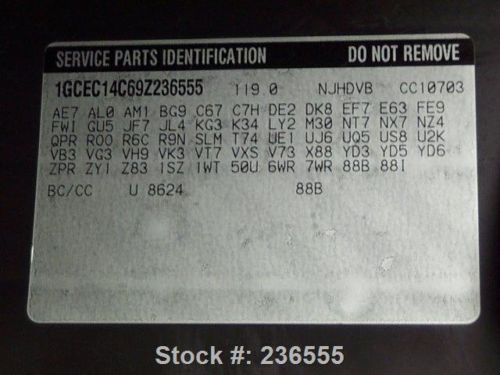 SERVICE PARTS IDENTIFICATION DO NOT REMOVE
1GCEC14C69Z236555 119.0 NJHDVB CC10703
AE7 AL0 AM1 BG9 C67 C7H DE2 DK8 EF7 E63 FE9
FWI GU5 JF7 JL4 KG3 K34 LY2 M30 NT7 NX7 NZ4
QPR R00 R6C R9N SLM T74 UE1 UJ6 UQ5 US8 U2K
VB3 VG3 VH9 VK3 VT7 VXS V73 X88 YD3 YD5 YD6
ZPR ZY1 Z83 1SZ 1WT 50U 6WR 7WR 88B 88I
BC/CC U 8624 88B
Stock #: 236555